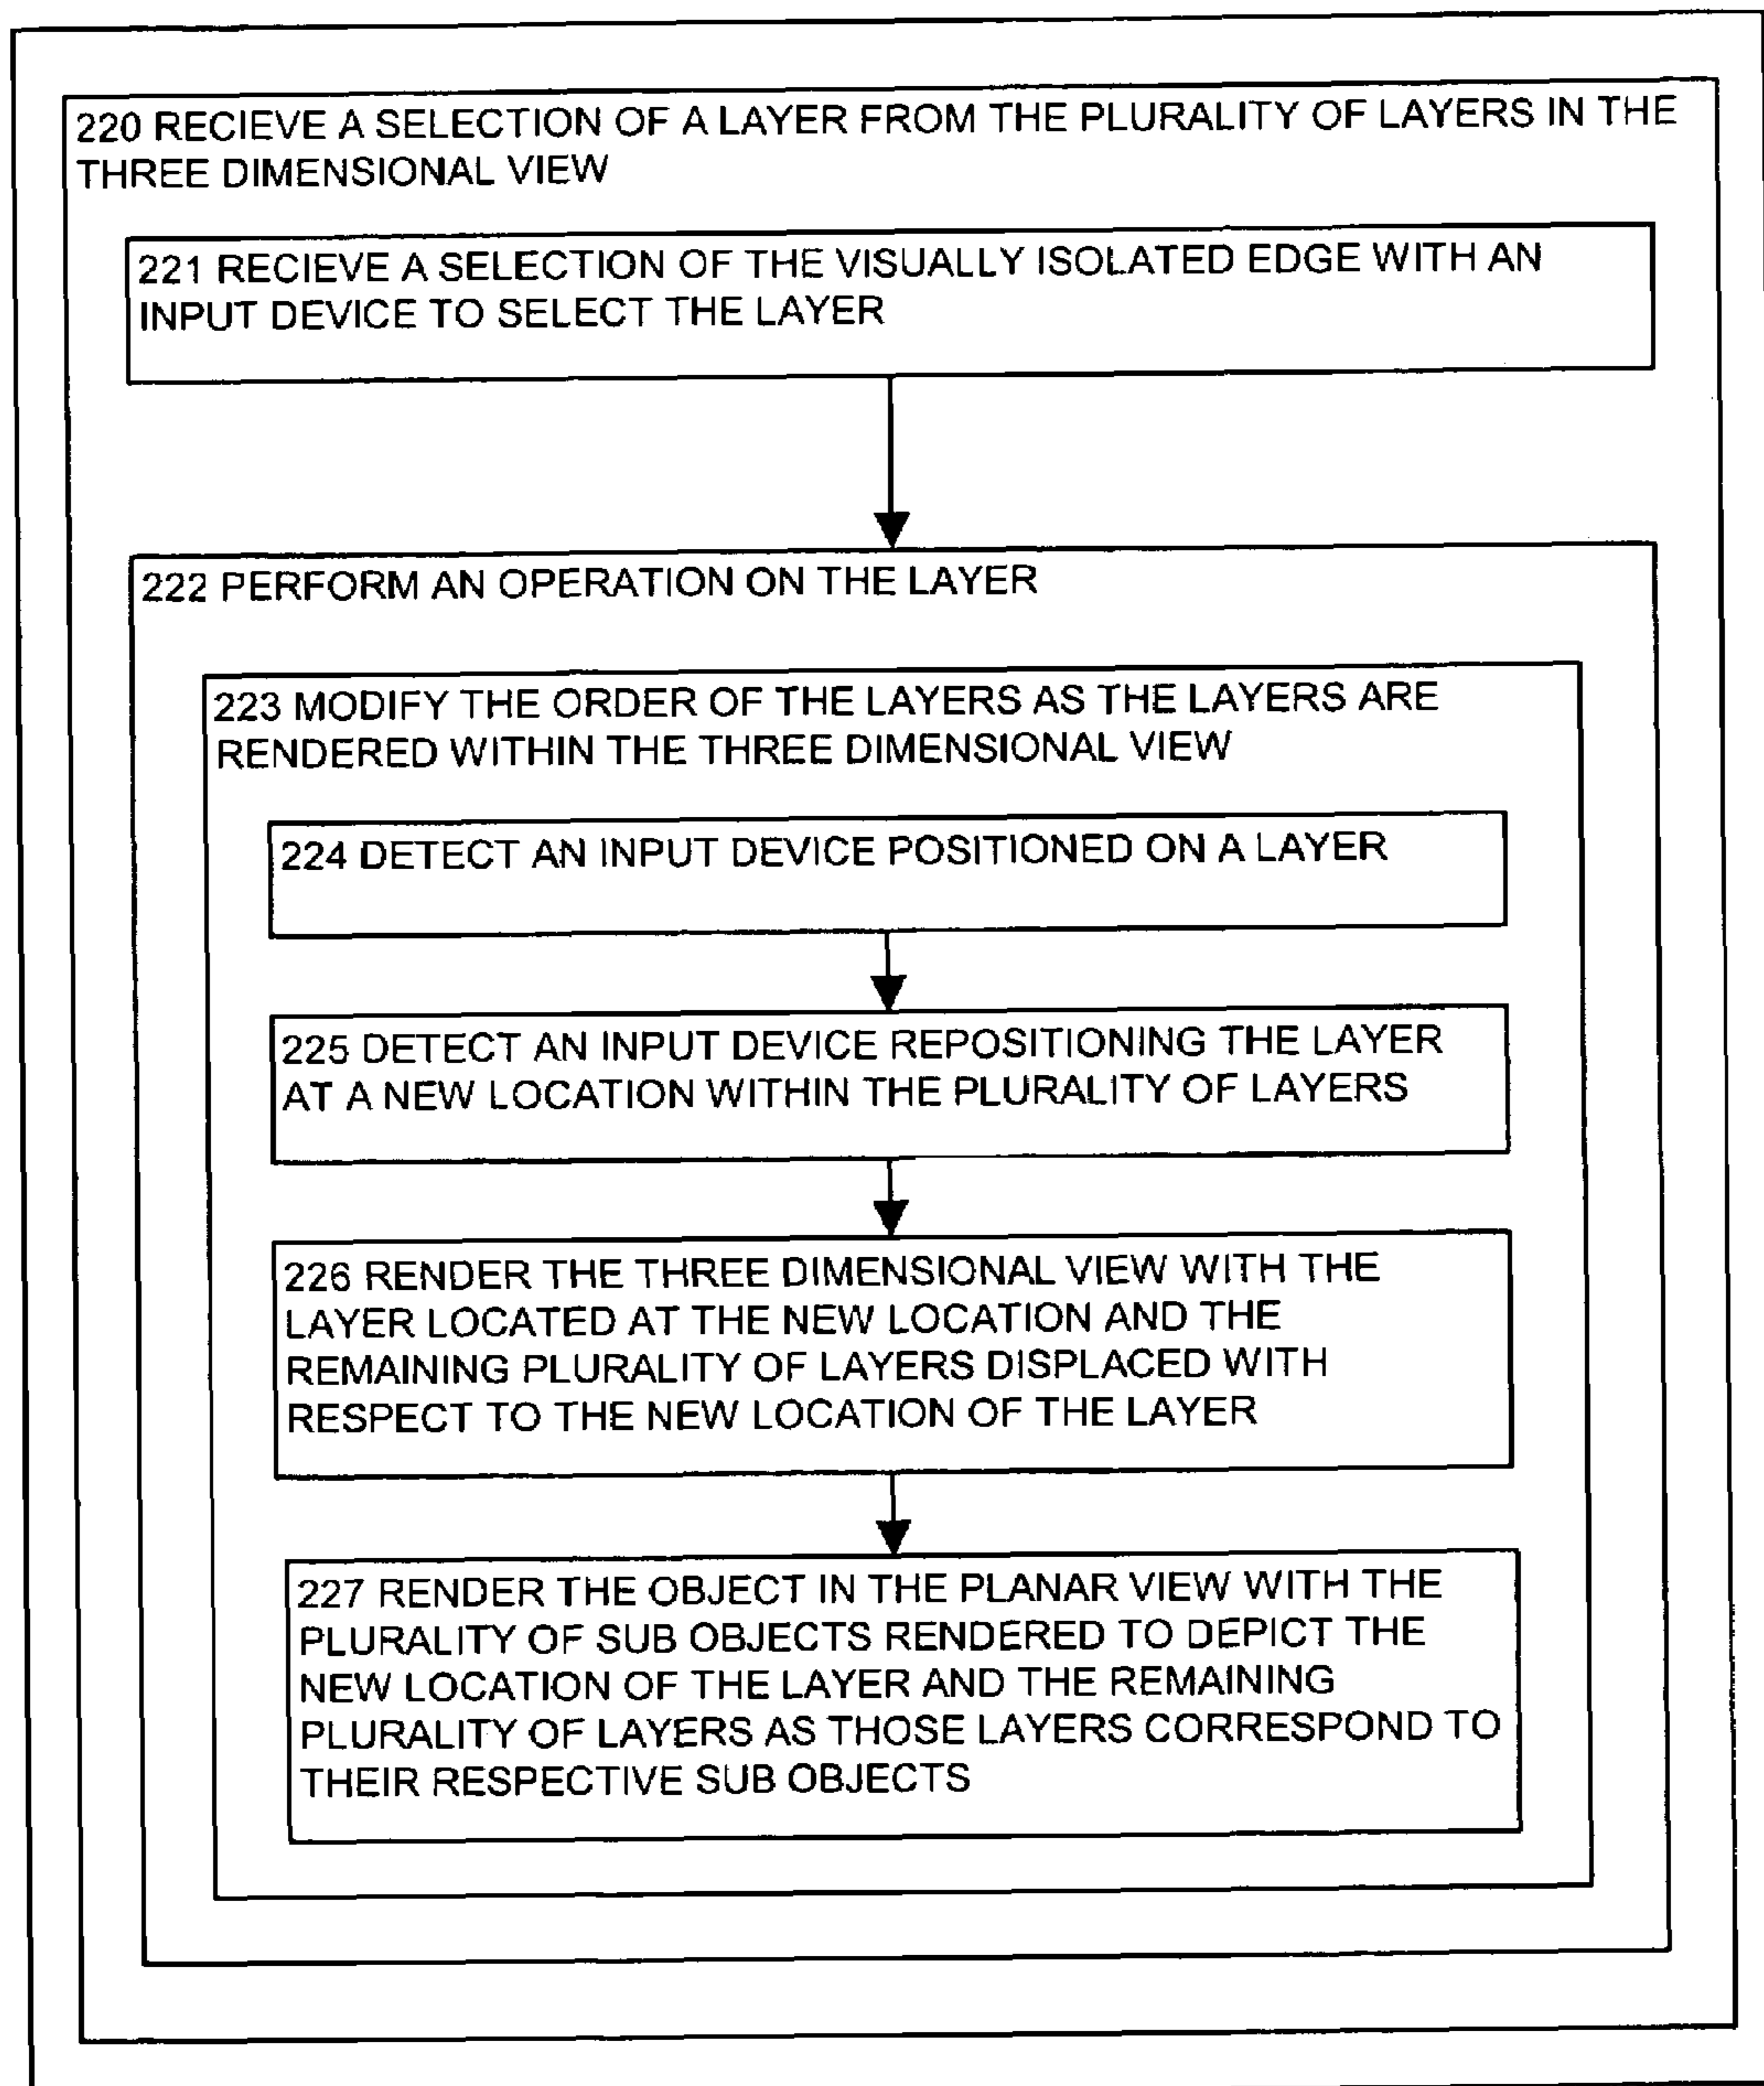 220 RECIEVE A SELECTION OF A LAYER FROM THE PLURALITY OF LAYERS IN THE
THREE DIMENSIONAL VIEW
221 RECIEVE A SELECTION OF THE VISUALLY ISOLATED EDGE WITH AN
INPUT DEVICE TO SELECT THE LAYER
222 PERFORM AN OPERATION ON THE LAYER
223 MODIFY THE ORDER OF THE LAYERS AS THE LAYERS ARE
RENDERED WITHIN THE THREE DIMENSIONAL VIEW
224 DETECT AN INPUT DEVICE POSITIONED ON A LAYER
225 DETECT AN INPUT DEVICE REPOSITIONING THE LAYER
AT A NEW LOCATION WITHIN THE PLURALITY OF LAYERS
226 RENDER THE THREE DIMENSIONAL VIEW WITH THE
LAYER LOCATED AT THE NEW LOCATION AND THE
REMAINING PLURALITY OF LAYERS DISPLACED WITH
RESPECT TO THE NEW LOCATION OF THE LAYER
227 RENDER THE OBJECT IN THE PLANAR VIEW WITH THE
PLURALITY OF SUB OBJECTS RENDERED TO DEPICT THE
NEW LOCATION OF THE LAYER AND THE REMAINING
PLURALITY OF LAYERS AS THOSE LAYERS CORRESPOND TO
THEIR RESPECTIVE SUB OBJECTS